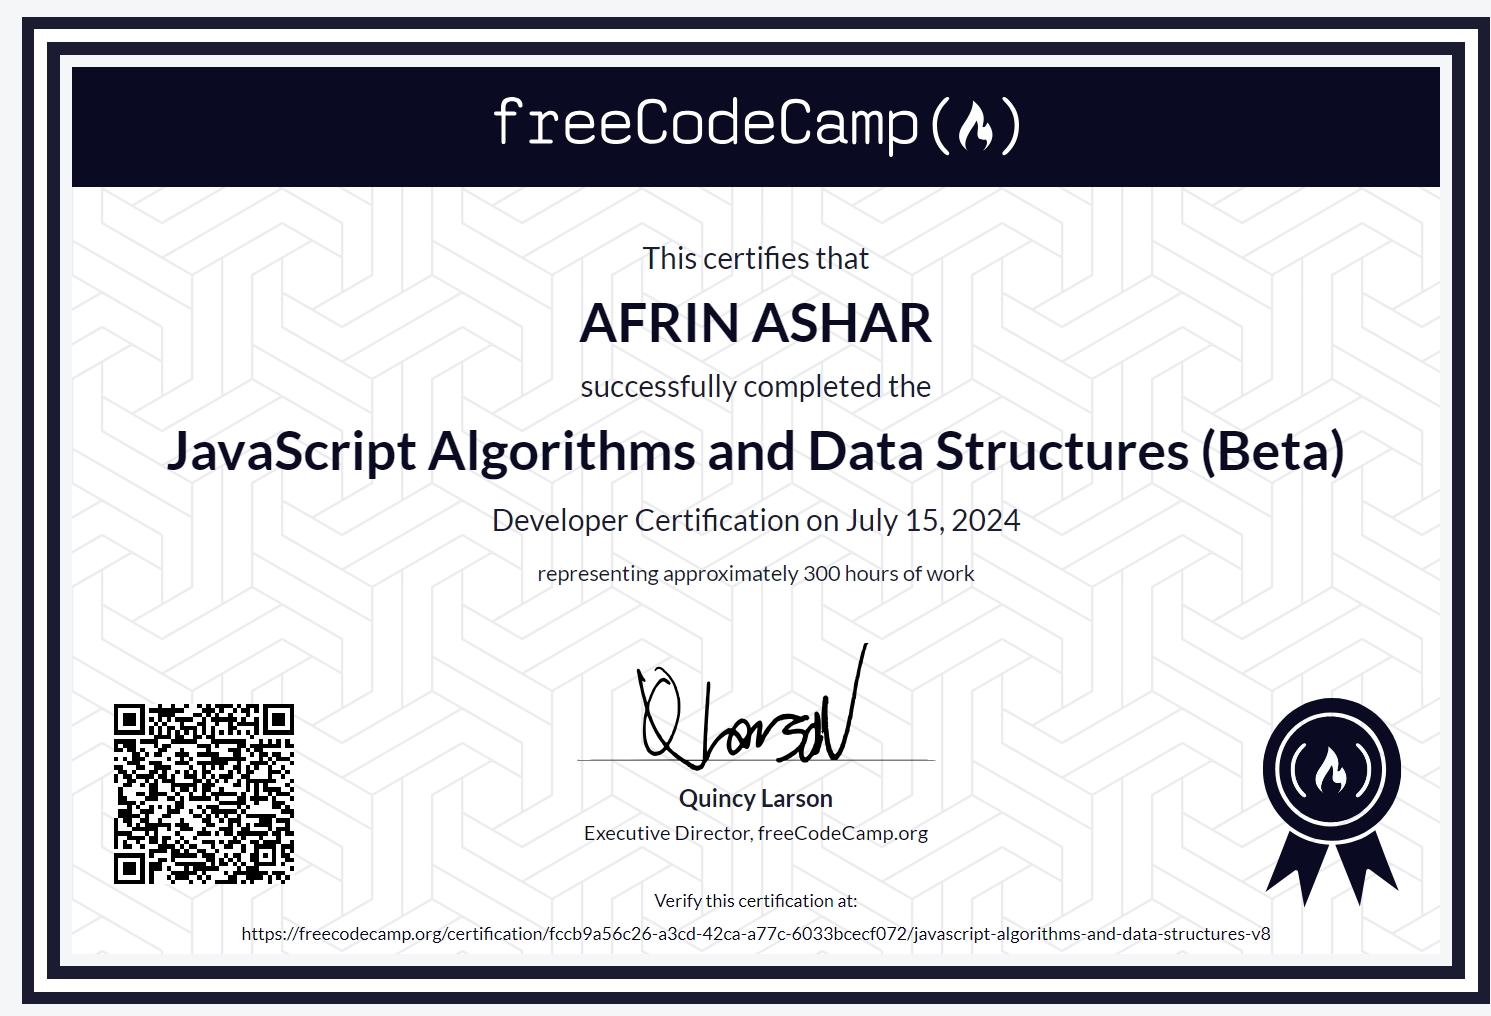 freeCodeCamp(🔥)
This certifies that
AFRIN ASHAR
successfully completed the
JavaScript Algorithms and Data Structures (Beta)
Developer Certification on July 15, 2024
representing approximately 300 hours of work
Quincy Larson
Executive Director, freeCodeCamp.org
Verify this certification at:
https://freecodecamp.org/certification/fccb9a56c26-a3cd-42ca-a77c-6033bcecf072/javascript-algorithms-and-data-structures-v8